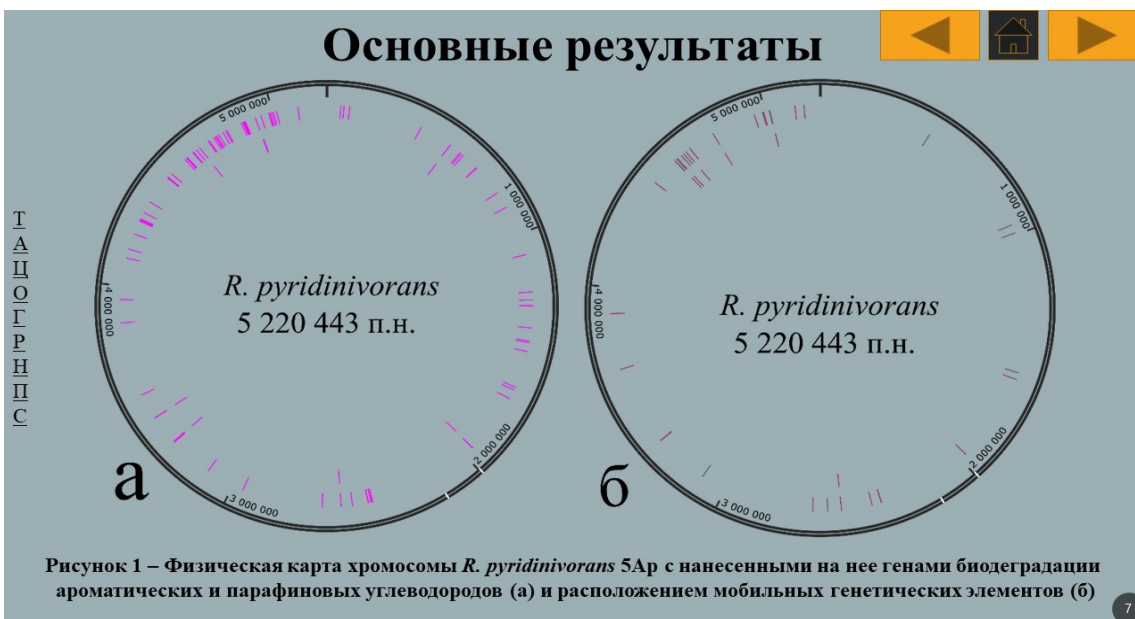 Основные результаты
Т
А
Ц
О
Г
Р
Н
П
С
5 000 000
1 000 000
4 000 000
2 000 000
3 000 000
R. pyridinivorans
5 220 443 п.н.
а
5 000 000
1 000 000
4 000 000
2 000 000
3 000 000
R. pyridinivorans
5 220 443 п.н.
б
Рисунок 1 – Физическая карта хромосомы R. pyridinivorans 5Ap с нанесенными на нее генами биодеградации
ароматических и парафиновых углеводородов (а) и расположением мобильных генетических элементов (б)
7